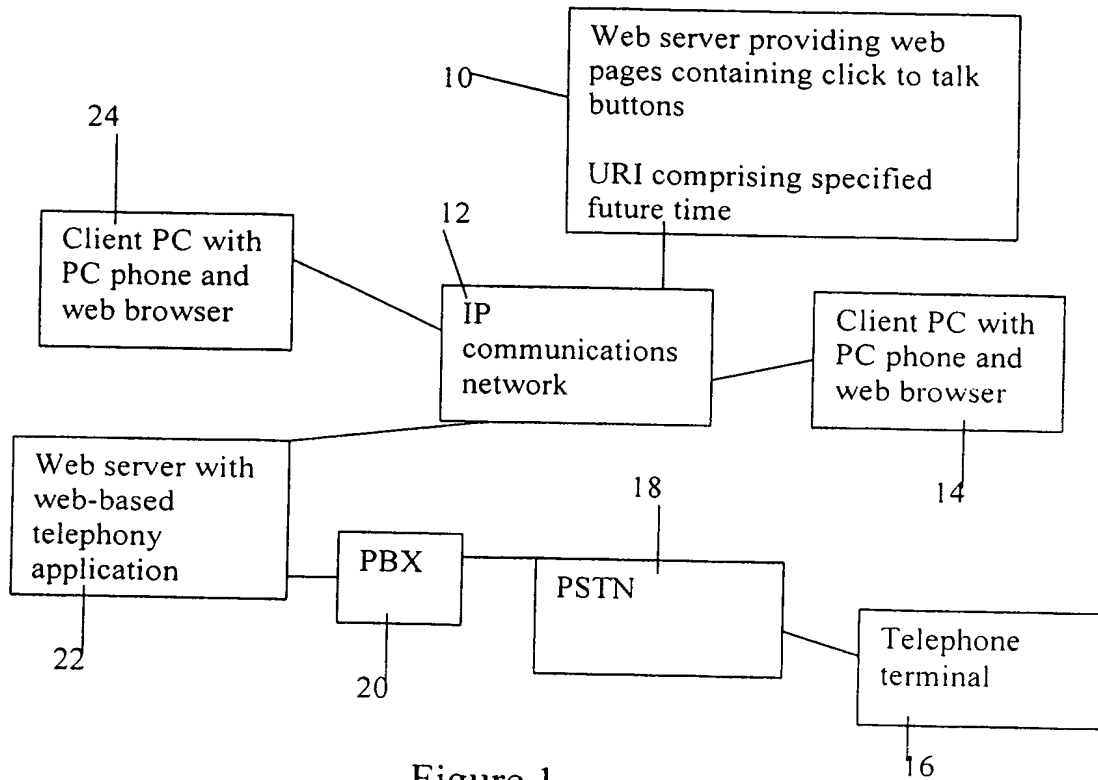 Web server providing web
pages containing click to talk
buttons
URI comprising specified
future time
10
24
12
Client PC with
PC phone and
web browser
IP
communications
network
Client PC with
PC phone and
web browser
Web server with
web-based
telephony
application
18
14
PBX
PSTN
Telephone
terminal
22
20
16
Figure 1